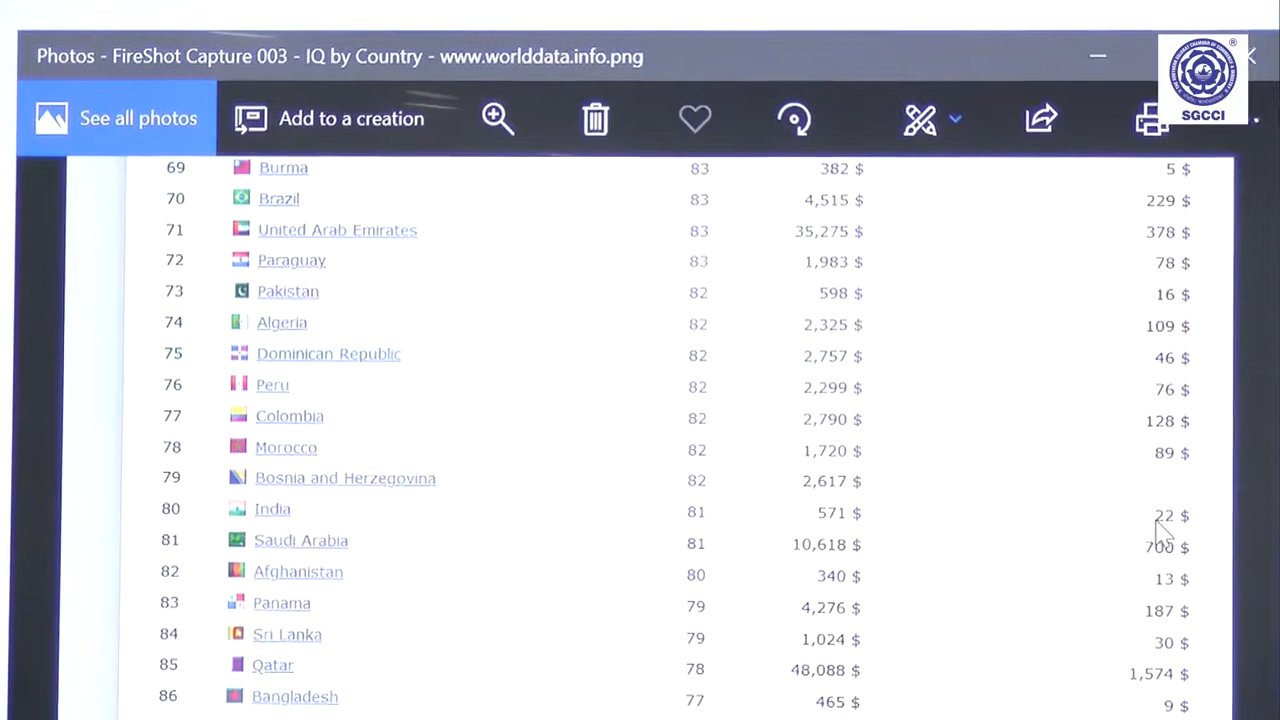 Photos - FireShot Capture 003 - IQ by Country - www.worlddata.info.png
See all photos Add to a creation
®
SGCCI
69 Burma 83 382 $ 5 $
70 Brazil 83 4,515 $ 229 $
71 United Arab Emirates 83 35,275 $ 378 $
72 Paraguay 83 1,983 $ 78 $
73 Pakistan 82 598 $ 16 $
74 Algeria 82 2,325 $ 109 $
75 Dominican Republic 82 2,757 $ 46 $
76 Peru 82 2,299 $ 76 $
77 Colombia 82 2,790 $ 128 $
78 Morocco 82 1,720 $ 89 $
79 Bosnia and Herzegovina 82 2,617 $
80 India 81 571 $ 22 $
81 Saudi Arabia 81 10,618 $ 700 $
82 Afghanistan 80 340 $ 13 $
83 Panama 79 4,276 $ 187 $
84 Sri Lanka 79 1,024 $ 30 $
85 Qatar 78 48,088 $ 1,574 $
86 Bangladesh 77 465 $ 9 $